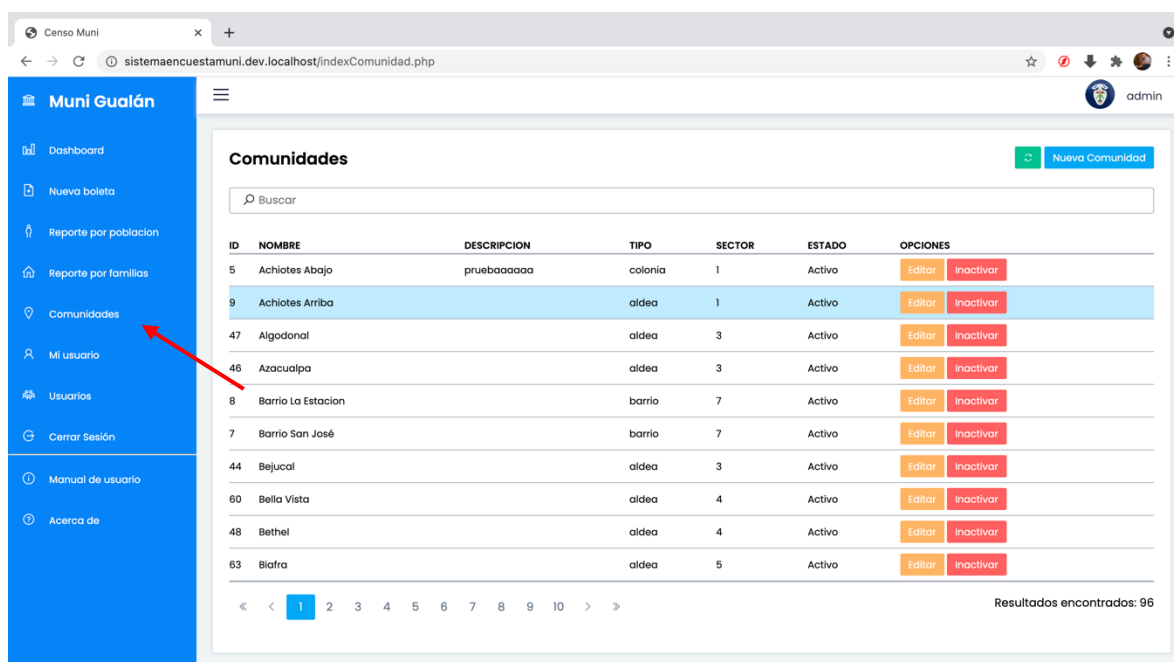 Censo Muni
sistemaencuestamuni.dev.localhost/indexComunidad.php
Muni Gualán
admin
Dashboard
Nueva boleta
Reporte por poblacion
Reporte por familias
Comunidades
Mi usuario
Usuarios
Cerrar Sesión
Manual de usuario
Acerca de
Comunidades
Nueva Comunidad
Buscar
ID NOMBRE DESCRIPCION TIPO SECTOR ESTADO OPCIONES
5 Achiotes Abajo pruebaaaaaa colonia 1 Activo Editar Inactivar
9 Achiotes Arriba aldea 1 Activo Editar Inactivar
47 Algodonal aldea 3 Activo Editar Inactivar
46 Azacualpa aldea 3 Activo Editar Inactivar
8 Barrio La Estacion barrio 7 Activo Editar Inactivar
7 Barrio San José barrio 7 Activo Editar Inactivar
44 Bejucal aldea 3 Activo Editar Inactivar
60 Bella Vista aldea 4 Activo Editar Inactivar
48 Bethel aldea 4 Activo Editar Inactivar
63 Biafra aldea 5 Activo Editar Inactivar
« < 1 2 3 4 5 6 7 8 9 10 > »
Resultados encontrados: 96